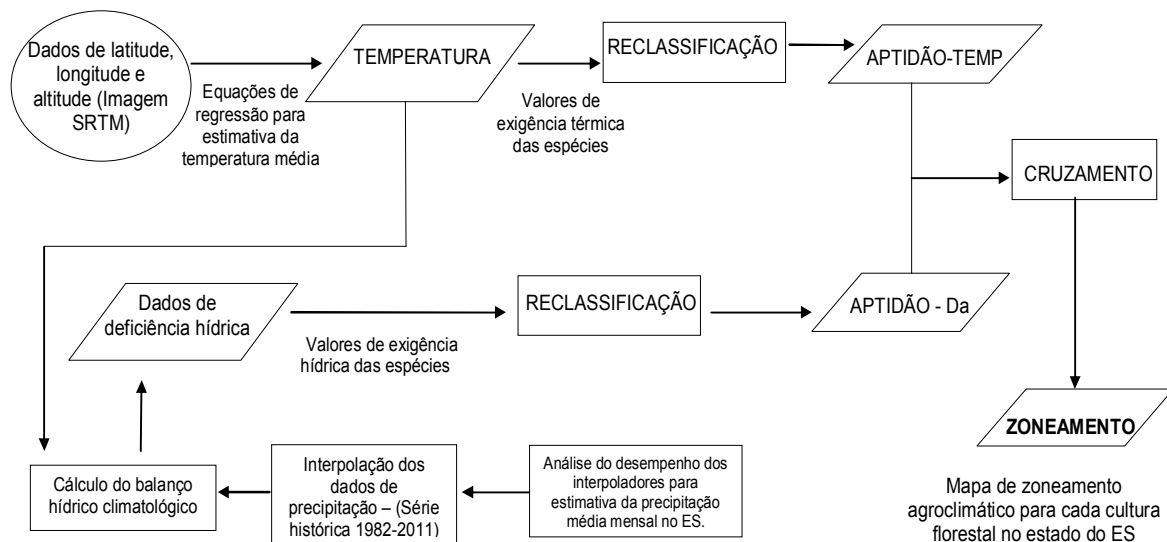 Dados de latitude,
longitude e
altitude (Imagem
SRTM)
Equações de
regressão para
estimativa da
temperatura média
TEMPERATURA
Valores de
exigência térmica
das espécies
RECLASSIFICAÇÃO
APTIDÃO-TEMP
CRUZAMENTO
Dados de
deficiência hídrica
Valores de exigência
hídrica das espécies
RECLASSIFICAÇÃO
APTIDÃO - Da
ZONEAMENTO
Mapa de zoneamento
agroclimático para cada cultura
florestal no estado do ES
Cálculo do balanço
hídrico climatológico
Interpolação dos
dados de
precipitação – (Série
histórica 1982-2011)
Análise do desempenho dos
interpoladores para
estimativa da precipitação
média mensal no ES.